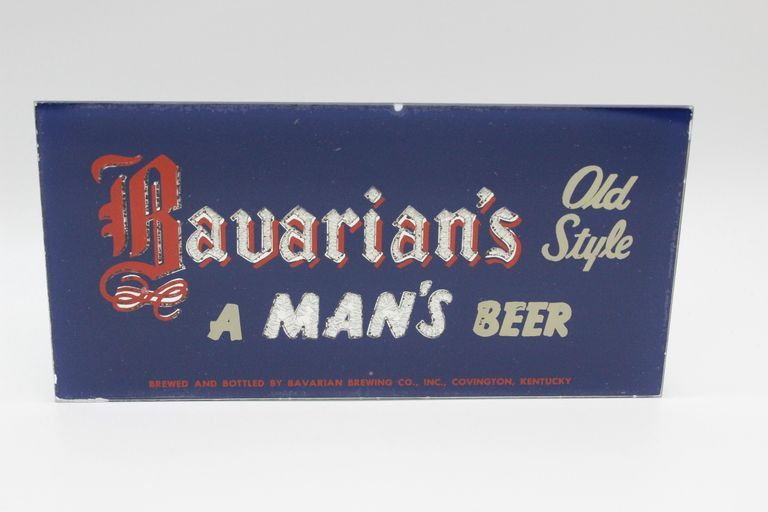 Bavarian's
Old
Style
A MAN'S BEER
BREWED AND BOTTLED BY BAVARIAN BREWING CO., INC., COVINGTON, KENTUCKY